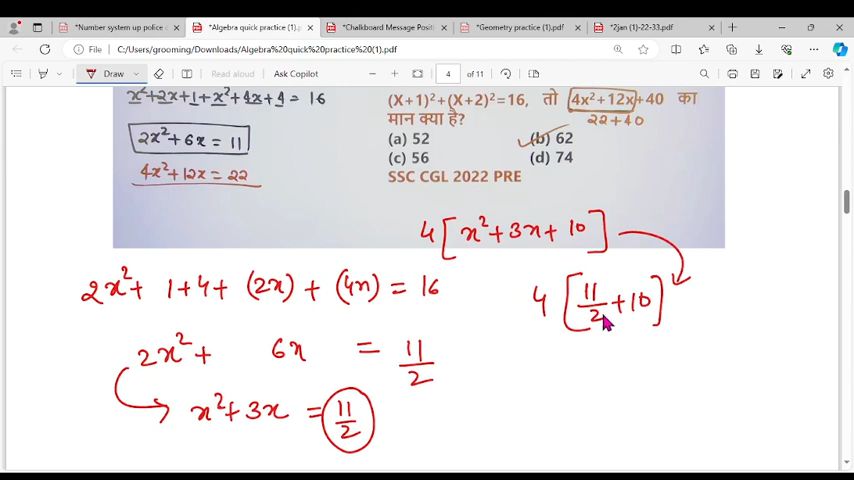 *Number system up police c
*Algebra quick practice (1).p
*Chalkboard Message Posit
*Geometry practice (1).pdf
*2jan (1)-22-33.pdf
File
C:/Users/grooming/Downloads/Algebra%20quick%20practice%20(1).pdf
Draw
Read aloud
Ask Copilot
4 of 11
x²+2x+1+x²+4x+4 = 16
2x²+6x = 11
4x²+12x = 22
(X+1)²+(X+2)²=16, तो 4x²+12x+40 का
मान क्या है?
22+40
(a) 52 (b) 62
(c) 56 (d) 74
SSC CGL 2022 PRE
4[x²+3x+10]
2x²+ 1+4+ (2x) + (4x) = 16
4[11/2+10]
2x²+ 6x = 11/2
x²+3x = 11/2